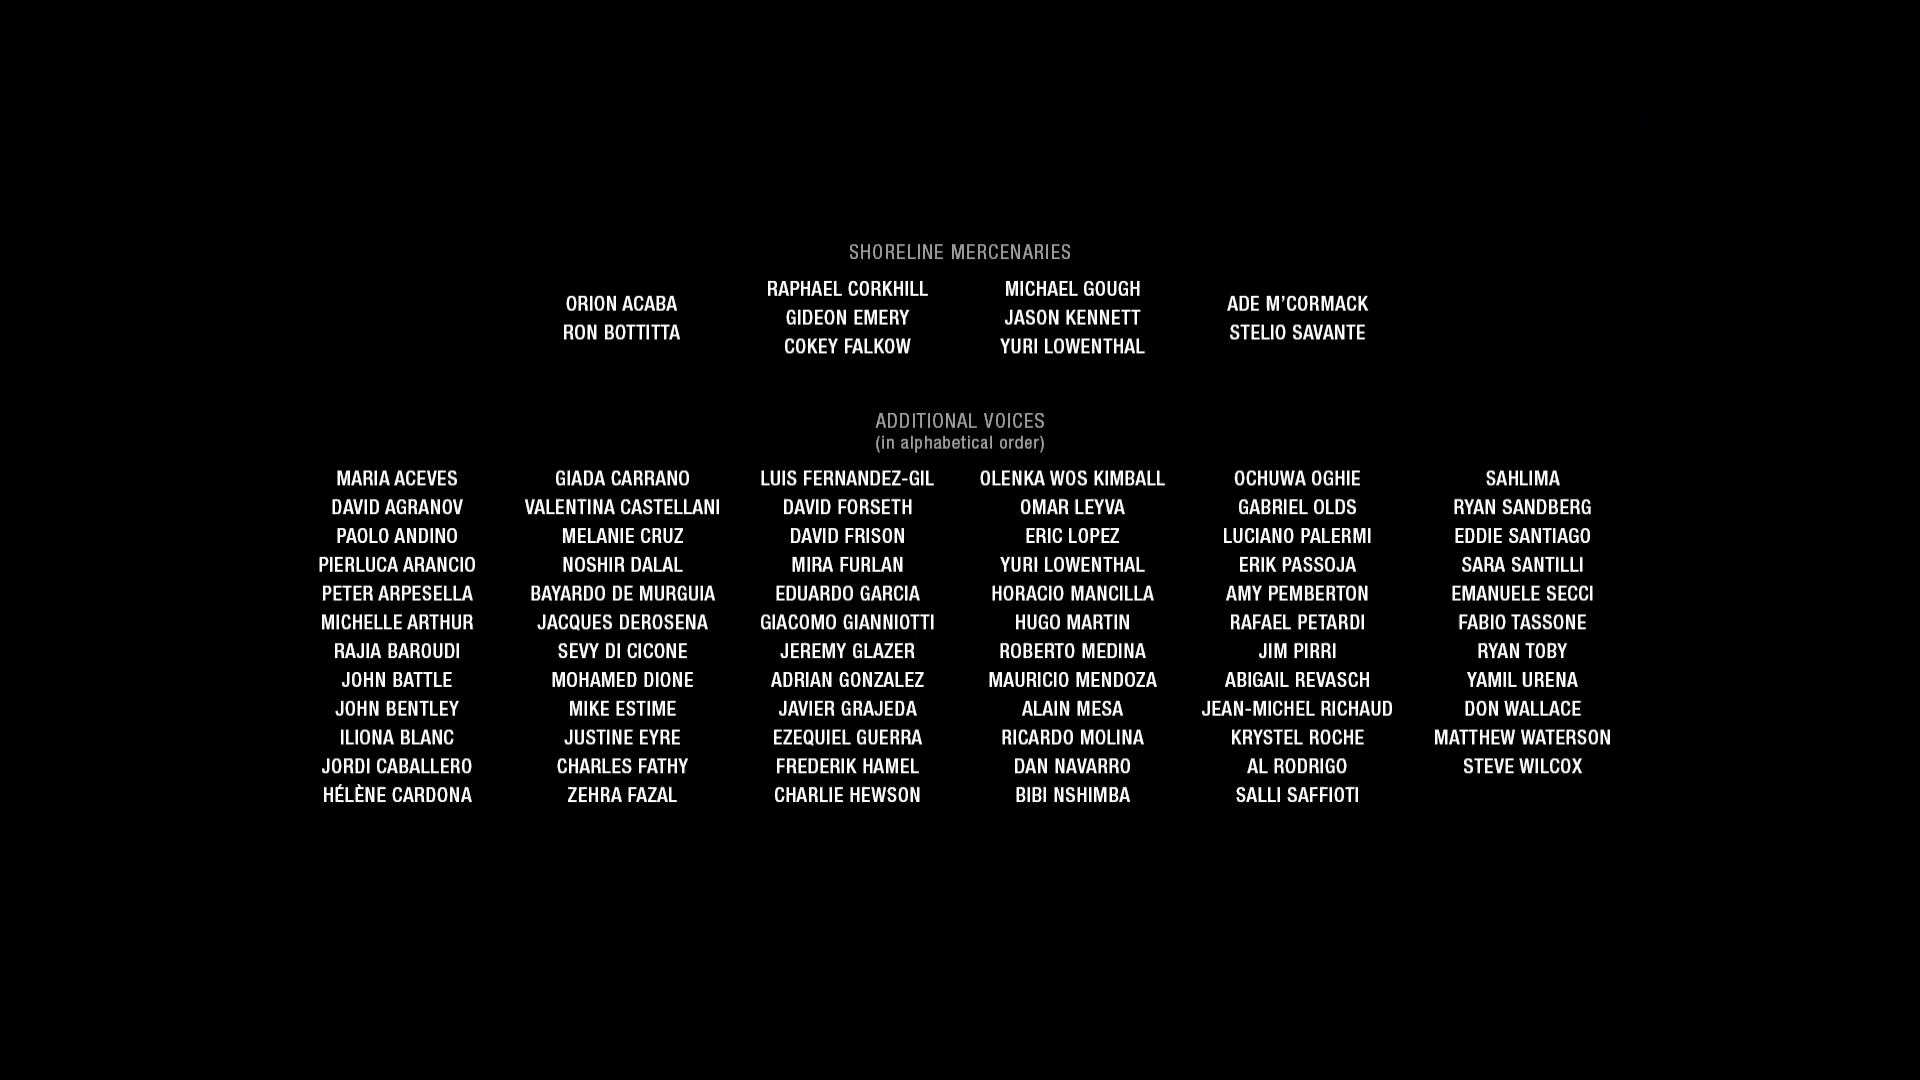 SHORELINE MERCENARIES
ORION ACABA
RON BOTTITTA
RAPHAEL CORKHILL
GIDEON EMERY
COKEY FALKOW
MICHAEL GOUGH
JASON KENNETT
YURI LOWENTHAL
ADE M’CORMACK
STELIO SAVANTE
ADDITIONAL VOICES
(in alphabetical order)
MARIA ACEVES
DAVID AGRANOV
PAOLO ANDINO
PIERLUCA ARANCIO
PETER ARPESELLA
MICHELLE ARTHUR
RAJIA BAROUDI
JOHN BATTLE
JOHN BENTLEY
ILIONA BLANC
JORDI CABALLERO
HÉLÈNE CARDONA
GIADA CARRANO
VALENTINA CASTELLANI
MELANIE CRUZ
NOSHIR DALAL
BAYARDO DE MURGUIA
JACQUES DEROSENA
SEVY DI CICONE
MOHAMED DIONE
MIKE ESTIME
JUSTINE EYRE
CHARLES FATHY
ZEHRA FAZAL
LUIS FERNANDEZ-GIL
DAVID FORSETH
DAVID FRISON
MIRA FURLAN
EDUARDO GARCIA
GIACOMO GIANNIOTTI
JEREMY GLAZER
ADRIAN GONZALEZ
JAVIER GRAJEDA
EZEQUIEL GUERRA
FREDERIK HAMEL
CHARLIE HEWSON
OLENKA WOS KIMBALL
OMAR LEYVA
ERIC LOPEZ
YURI LOWENTHAL
HORACIO MANCILLA
HUGO MARTIN
ROBERTO MEDINA
MAURICIO MENDOZA
ALAIN MESA
RICARDO MOLINA
DAN NAVARRO
BIBI NSHIMBA
OCHUWA OGHIE
GABRIEL OLDS
LUCIANO PALERMI
ERIK PASSOJA
AMY PEMBERTON
RAFAEL PETARDI
JIM PIRRI
ABIGAIL REVASCH
JEAN-MICHEL RICHAUD
KRYSTEL ROCHE
AL RODRIGO
SALLI SAFFIOTI
SAHLIMA
RYAN SANDBERG
EDDIE SANTIAGO
SARA SANTILLI
EMANUELE SECCI
FABIO TASSONE
RYAN TOBY
YAMIL URENA
DON WALLACE
MATTHEW WATERSON
STEVE WILCOX